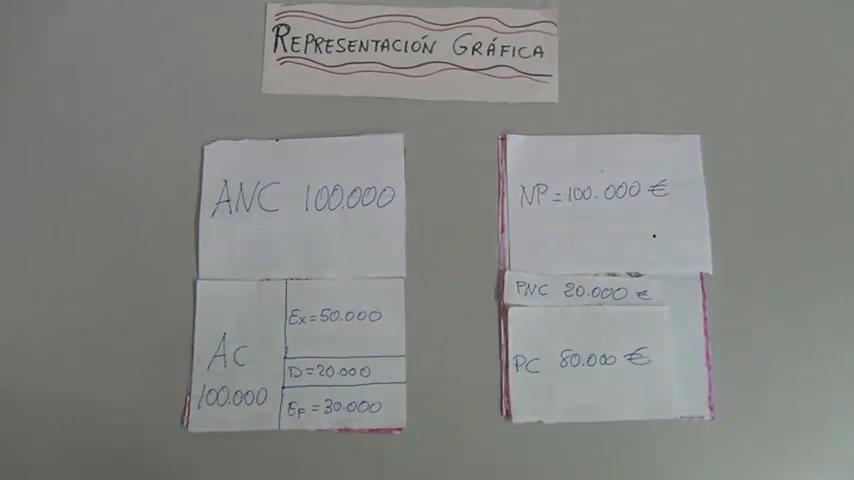 REPRESENTACIÓN GRÁFICA
ANC 100.000
AC
100.000
Ex=50.000
D=20.000
EF=30.000
NP=100.000 €
PNC 20.000 €
PC 80.000 €